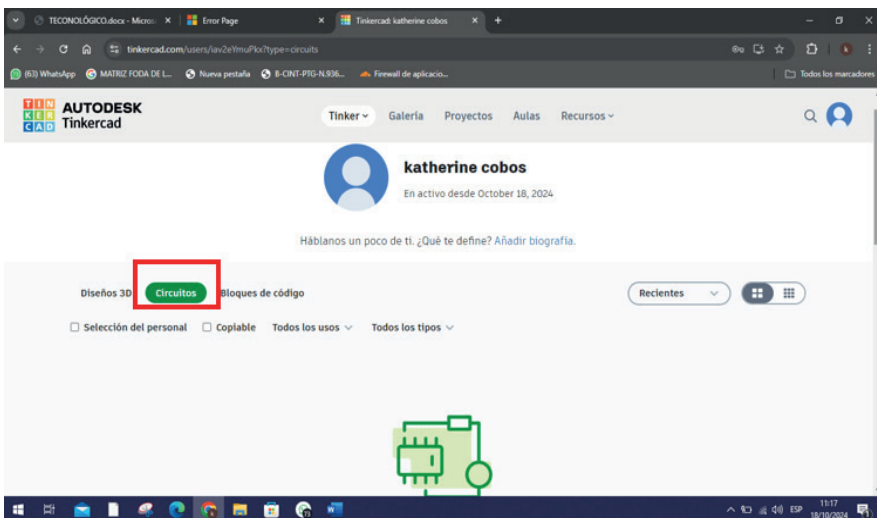 TECONOLÓGICO.docx - Micros
Error Page
Tinkercad: katherine cobos
tinkercad.com/users/iav2eYmuPkx?type=circuits
(63) WhatsApp
MATRIZ FODA DE L...
Nueva pestaña
B-CINT-PTG-N.936...
Firewall de aplicacio...
Todos los marcadores
TIN
KER
CAD
AUTODESK
Tinkercad
Tinker
Galería
Proyectos
Aulas
Recursos
katherine cobos
En activo desde October 18, 2024
Háblanos un poco de ti. ¿Qué te define? Añadir biografía.
Diseños 3D
Circuitos
Bloques de código
Recientes
Selección del personal
Copiable
Todos los usos
Todos los tipos
ESP
11:17
18/10/2024